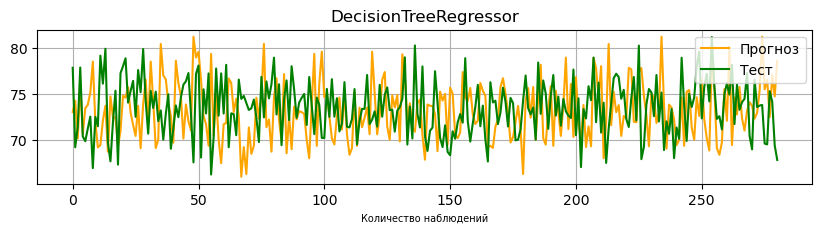 DecisionTreeRegressor
80
75
70
Прогноз
Тест
0
50
100
150
200
250
Количество наблюдений